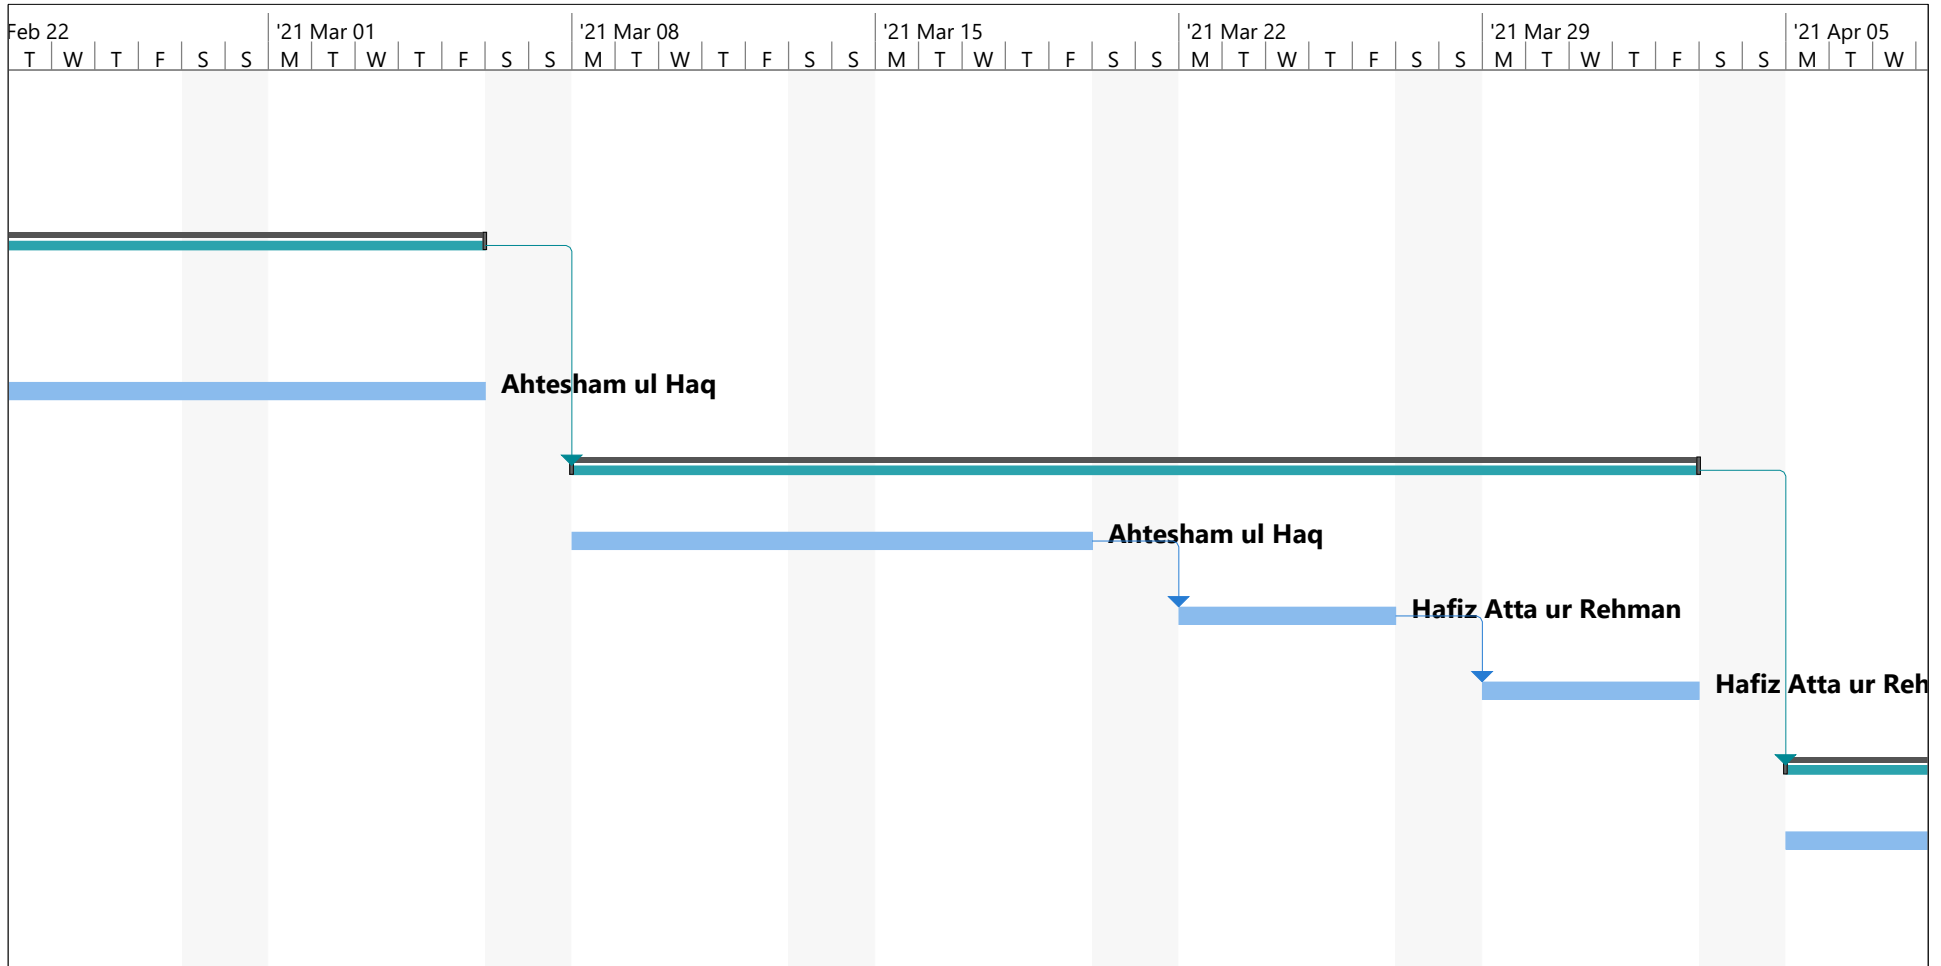 Feb 22 '21 Mar 01 '21 Mar 08 '21 Mar 15 '21 Mar 22 '21 Mar 29 '21 Apr 05
T W T F S S M T W T F S S M T W T F S S M T W T F S S M T W T F S S M T W T F S S M T W
Ahtesham ul Haq
Ahtesham ul Haq
Hafiz Atta ur Rehman
Hafiz Atta ur Reh